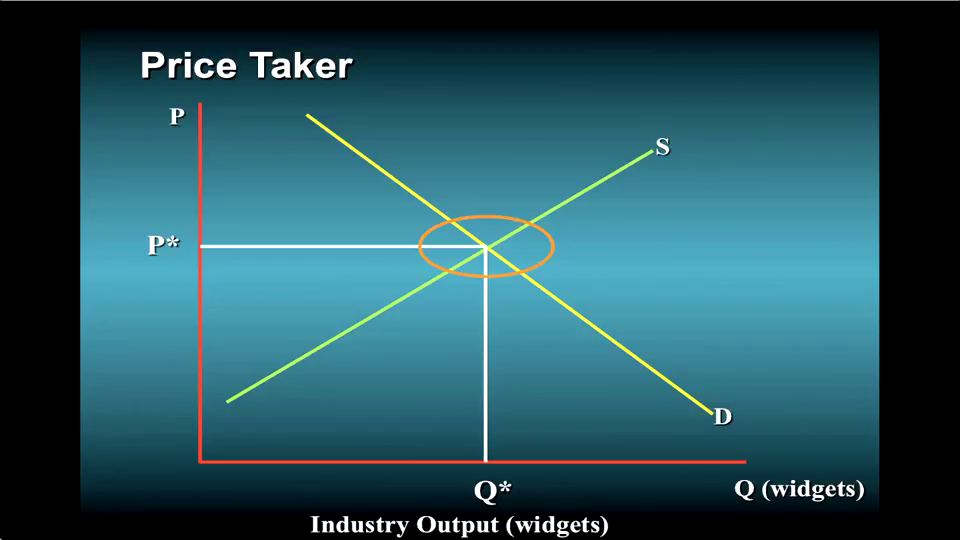 Price Taker
P
S
P*
D
Q*
Q (widgets)
Industry Output (widgets)